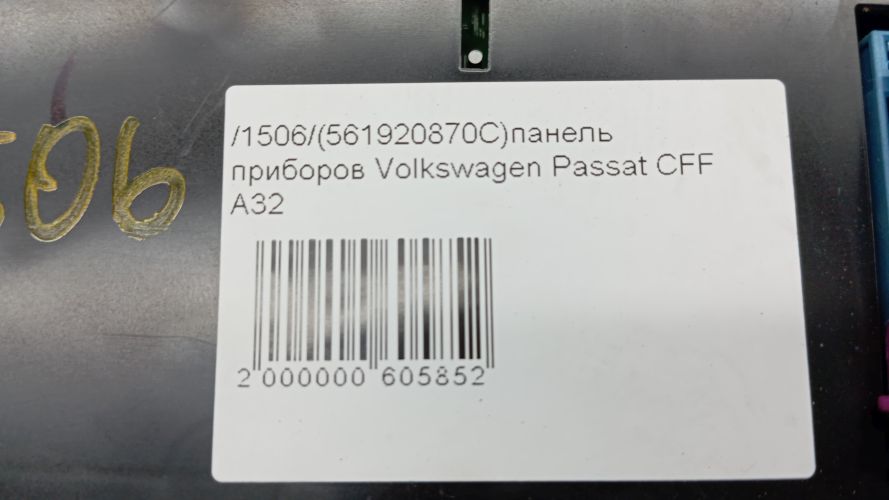 /1506/(561920870C)панель
приборов Volkswagen Passat CFF
A32
2 000000 605852
506